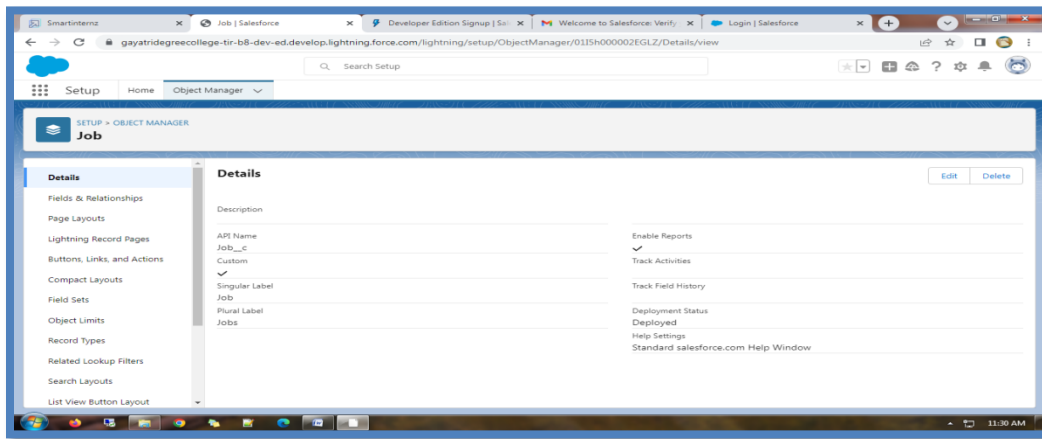 Smartinternz
Job | Salesforce
Developer Edition Signup | Sal
Welcome to Salesforce: Verify
Login | Salesforce
gayatridegreecollege-tir-b8-dev-ed.develop.lightning.force.com/lightning/setup/ObjectManager/01I5h000002EGLZ/Details/view
Search Setup
Setup Home Object Manager
SETUP > OBJECT MANAGER
Job
Details
Fields & Relationships
Page Layouts
Lightning Record Pages
Buttons, Links, and Actions
Compact Layouts
Field Sets
Object Limits
Record Types
Related Lookup Filters
Search Layouts
List View Button Layout
Details
Edit Delete
Description
API Name
Job__c
Custom
Singular Label
Job
Plural Label
Jobs
Enable Reports
Track Activities
Track Field History
Deployment Status
Deployed
Help Settings
Standard salesforce.com Help Window
11:30 AM